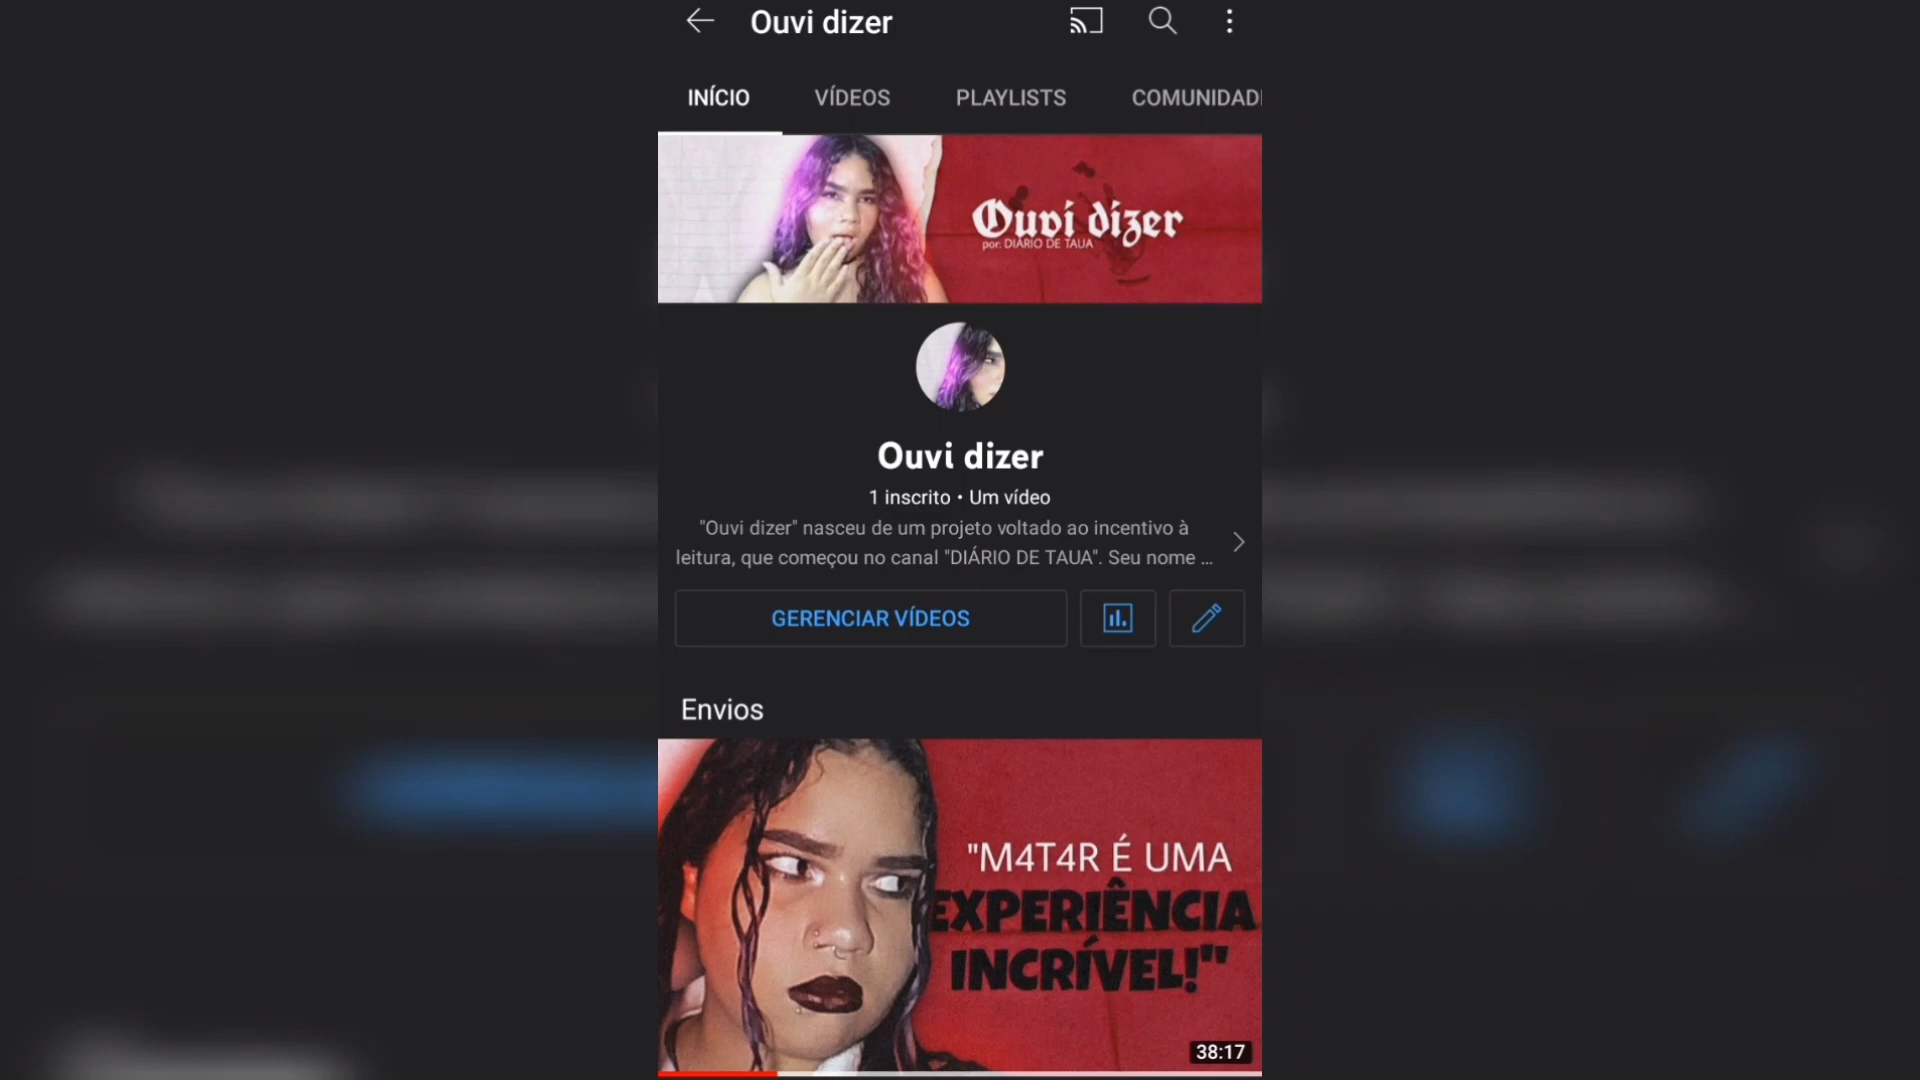 Ouvi dizer
INÍCIO VÍDEOS PLAYLISTS COMUNIDAD
Ouvi dizer
por: DIÁRIO DE TAUA
Ouvi dizer
1 inscrito • Um vídeo
"Ouvi dizer" nasceu de um projeto voltado ao incentivo à
leitura, que começou no canal "DIÁRIO DE TAUA". Seu nome ...
GERENCIAR VÍDEOS
Envios
"M4T4R É UMA
EXPERIÊNCIA
INCRÍVEL!"
38:17